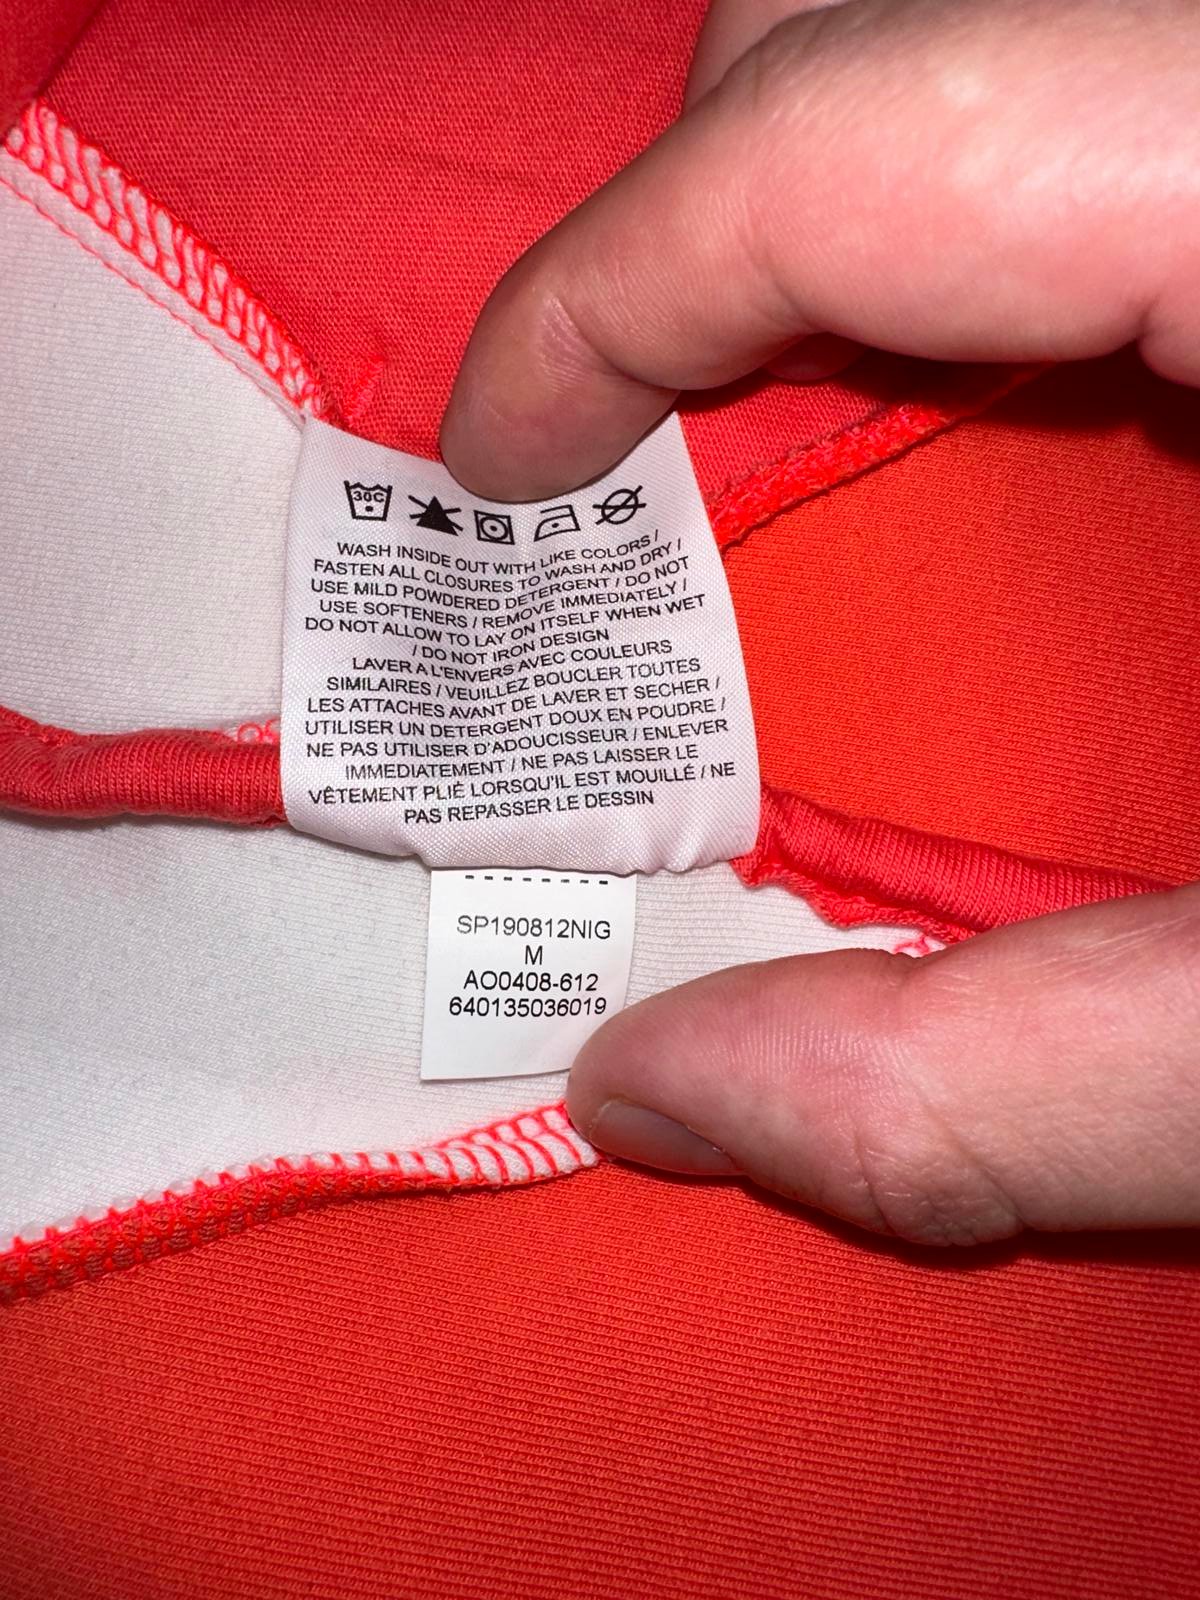 30C
WASH INSIDE OUT WITH LIKE COLORS /
FASTEN ALL CLOSURES TO WASH AND DRY /
USE MILD POWDERED DETERGENT / DO NOT
USE SOFTENERS / REMOVE IMMEDIATELY /
DO NOT ALLOW TO LAY ON ITSELF WHEN WET
/ DO NOT IRON DESIGN
LAVER A L'ENVERS AVEC COULEURS
SIMILAIRES / VEUILLEZ BOUCLER TOUTES
LES ATTACHES AVANT DE LAVER ET SECHER /
UTILISER UN DETERGENT DOUX EN POUDRE /
NE PAS UTILISER D'ADOUCISSEUR / ENLEVER
IMMEDIATEMENT / NE PAS LAISSER LE
VÊTEMENT PLIÉ LORSQU'IL EST MOUILLÉ / NE
PAS REPASSER LE DESSIN
SP190812NIG
M
AO0408-612
640135036019